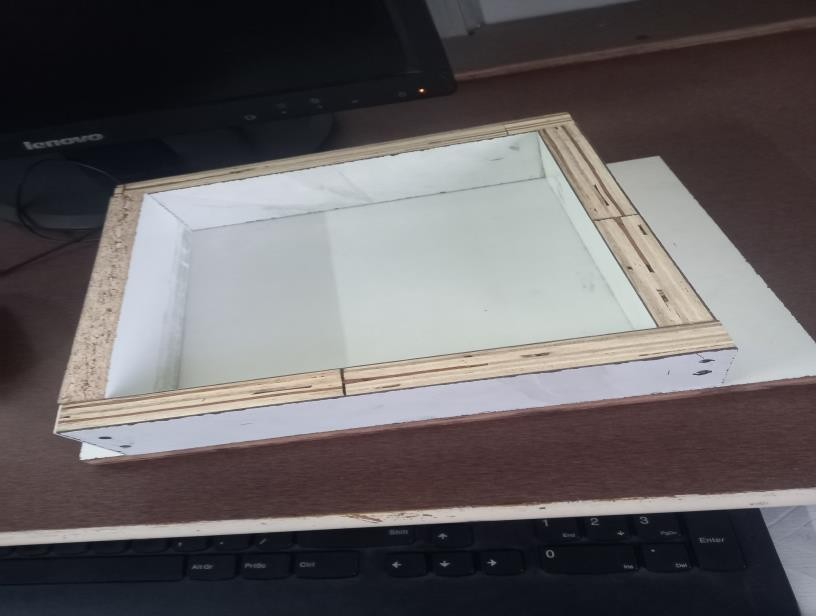 lenovo
Shift
1
End
2
3
PgDn
Enter
Alt Gr
PrtSc
Ctrl
0
Ins
.
Del